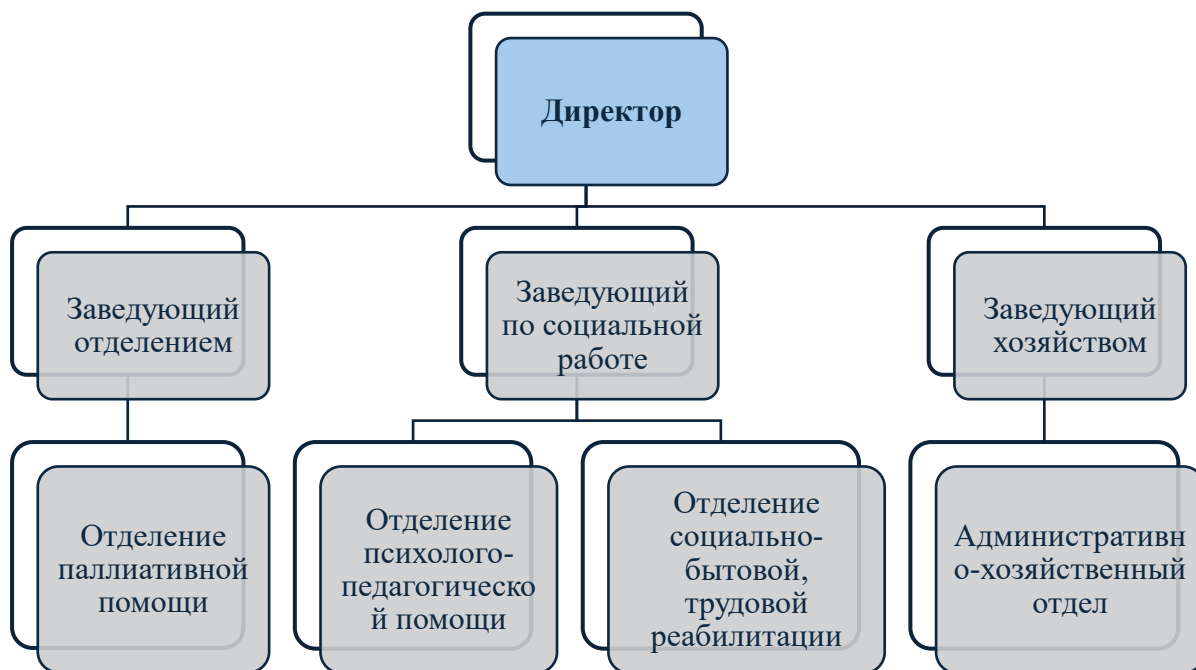 Директор
Заведующий
отделением
Заведующий
по социальной
работе
Заведующий
хозяйством
Отделение
паллиативной
помощи
Отделение
психолого-
педагогическо
й помощи
Отделение
социально-
бытовой,
трудовой
реабилитации
Административн
о-хозяйственный
отдел